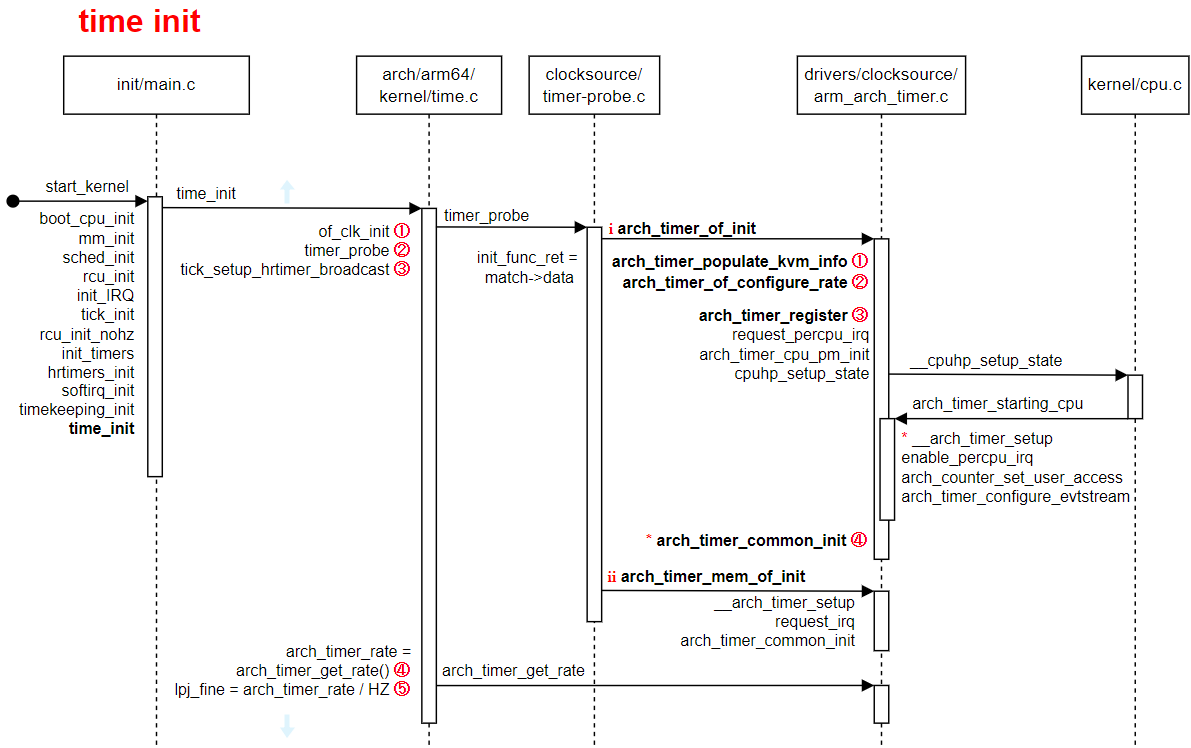 time init
init/main.c
arch/arm64/
kernel/time.c
clocksource/
timer-probe.c
drivers/clocksource/
arm_arch_timer.c
kernel/cpu.c
start_kernel
boot_cpu_init
mm_init
sched_init
rcu_init
init_IRQ
tick_init
rcu_init_nohz
init_timers
hrtimers_init
softirq_init
timekeeping_init
time_init
time_init
of_clk_init ①
timer_probe ②
tick_setup_hrtimer_broadcast ③
timer_probe
init_func_ret =
match->data
i arch_timer_of_init
arch_timer_populate_kvm_info ①
arch_timer_of_configure_rate ②
arch_timer_register ③
request_percpu_irq
arch_timer_cpu_pm_init
cpuhp_setup_state
__cpuhp_setup_state
arch_timer_starting_cpu
* __arch_timer_setup
enable_percpu_irq
arch_counter_set_user_access
arch_timer_configure_evtstream
* arch_timer_common_init ④
ii arch_timer_mem_of_init
__arch_timer_setup
request_irq
arch_timer_common_init
arch_timer_rate =
arch_timer_get_rate() ④
lpj_fine = arch_timer_rate / HZ ⑤
arch_timer_get_rate